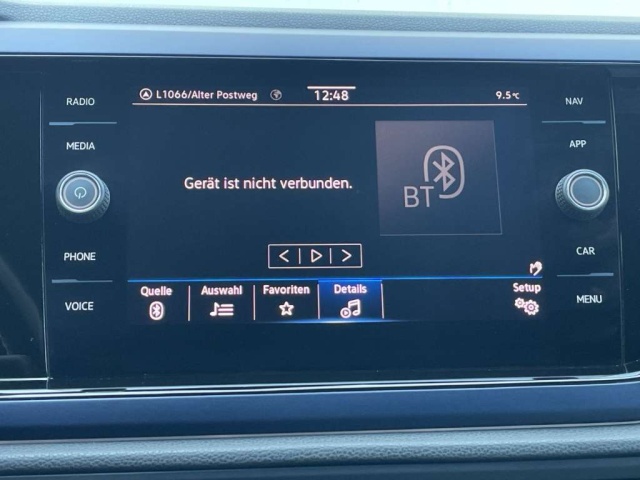 RADIO
MEDIA
PHONE
VOICE
L1066/Alter Postweg
12:48
9.5°C
Gerät ist nicht verbunden.
BT
Quelle
Auswahl
Favoriten
Details
Setup
NAV
APP
CAR
MENU